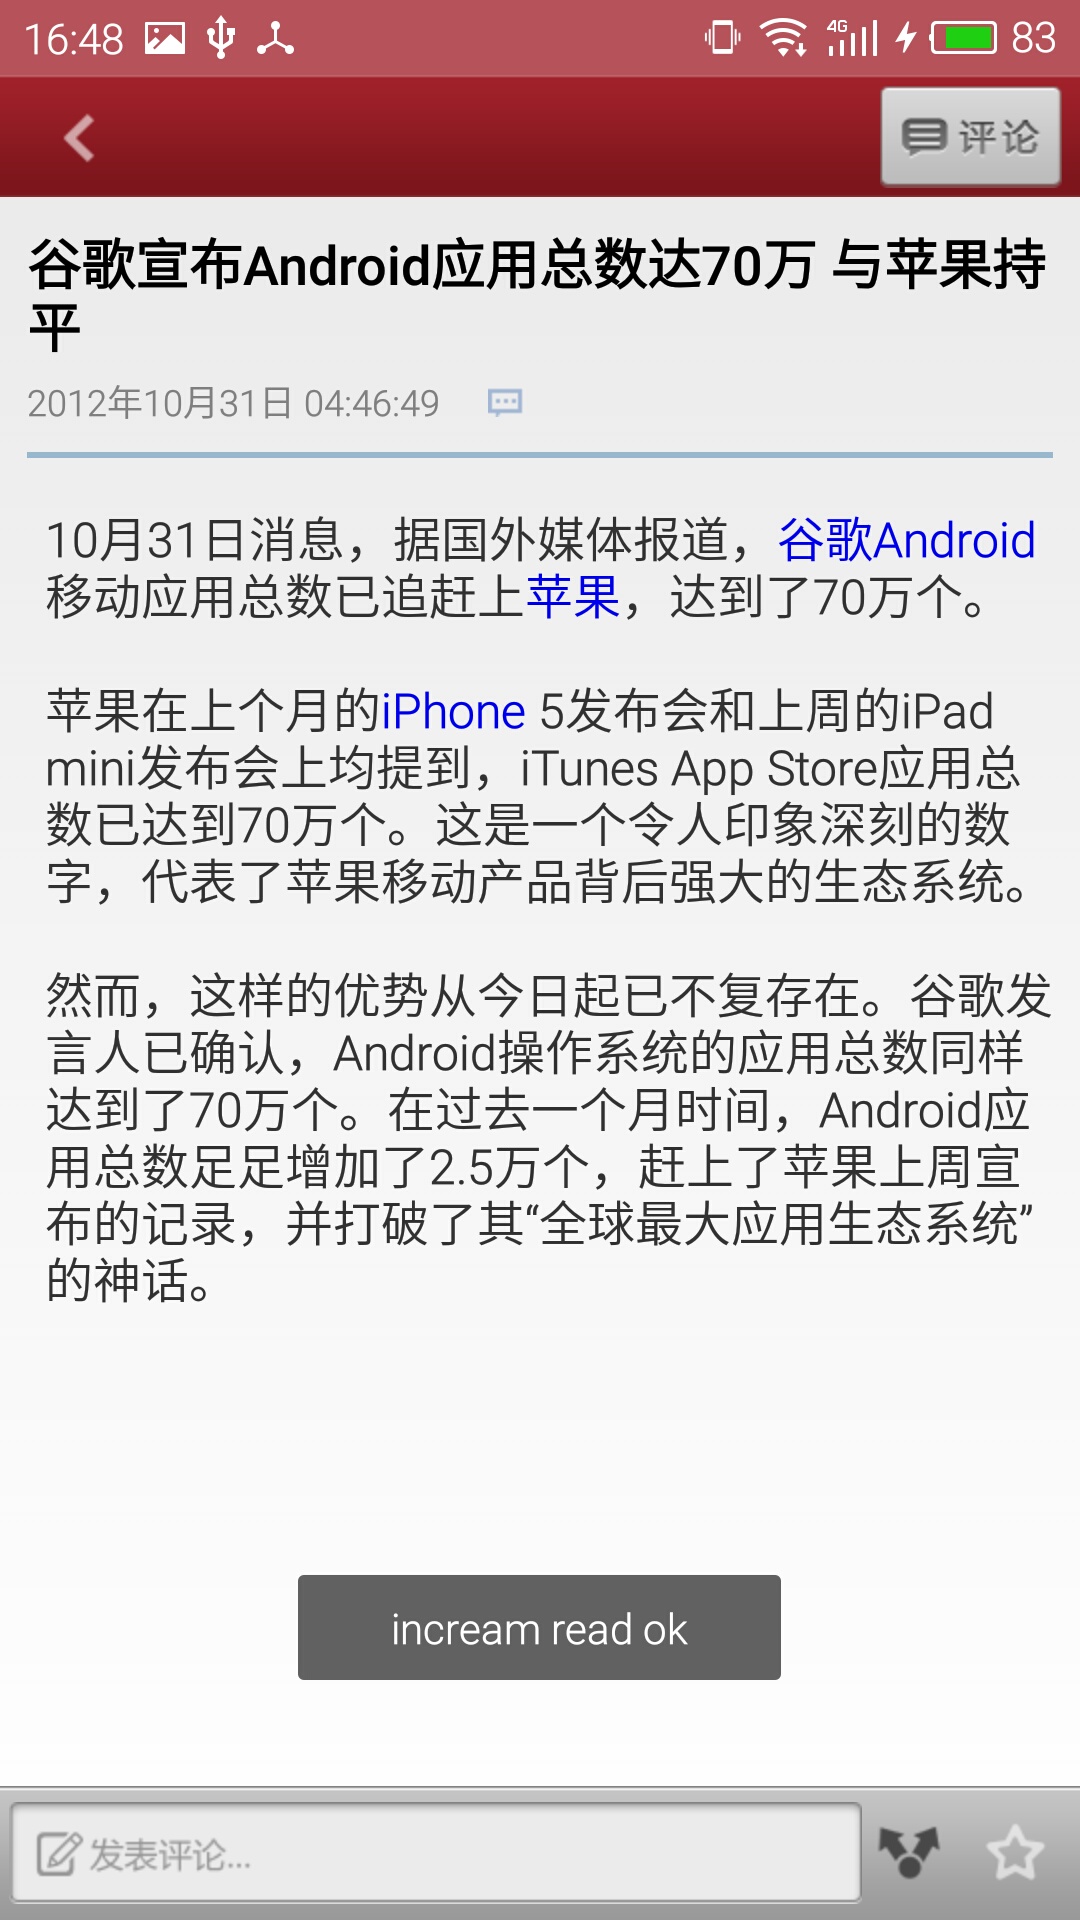 16:48
4G
83
评论
谷歌宣布Android应用总数达70万 与苹果持
平
2012年10月31日 04:46:49
10月31日消息，据国外媒体报道，谷歌Android
移动应用总数已追赶上苹果，达到了70万个。
苹果在上个月的iPhone 5发布会和上周的iPad
mini发布会上均提到，iTunes App Store应用总
数已达到70万个。这是一个令人印象深刻的数
字，代表了苹果移动产品背后强大的生态系统。
然而，这样的优势从今日起已不复存在。谷歌发
言人已确认，Android操作系统的应用总数同样
达到了70万个。在过去一个月时间，Android应
用总数足足增加了2.5万个，赶上了苹果上周宣
布的记录，并打破了其“全球最大应用生态系统”
的神话。
incream read ok
发表评论...